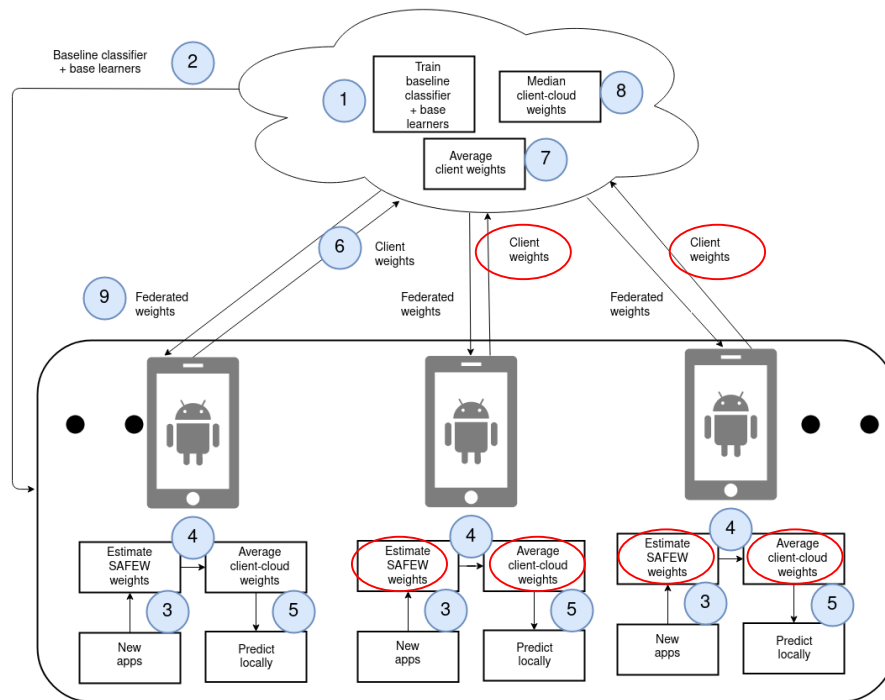 Baseline classifier
+ base learners
2
1
Train
baseline
classifier
+ base
learners
Median
client-cloud
weights
8
Average
client weights
7
6
Client
weights
Client
weights
Client
weights
9
Federated
weights
Federated
weights
Federated
weights
4
Estimate
SAFEW
weights
Average
client-cloud
weights
3
5
New
apps
Predict
locally
4
Estimate
SAFEW
weights
Average
client-cloud
weights
3
5
New
apps
Predict
locally
4
Estimate
SAFEW
weights
Average
client-cloud
weights
3
5
New
apps
Predict
locally